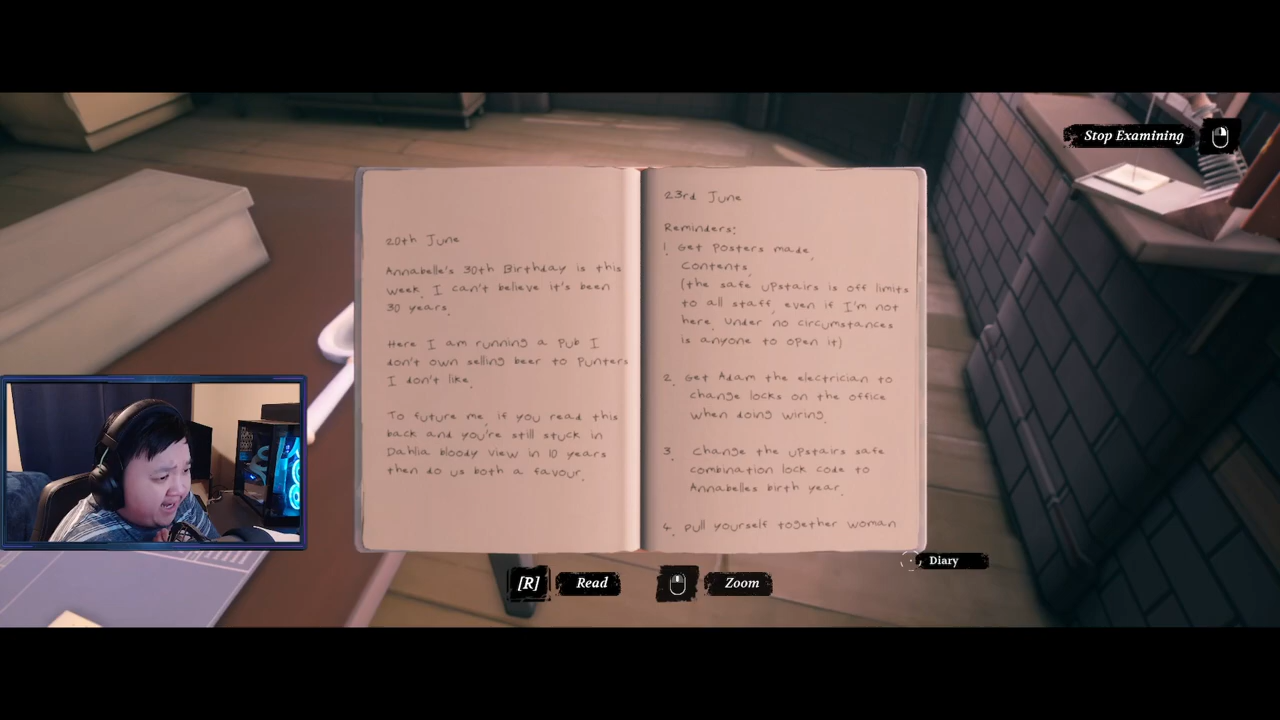 Stop Examining
20th June
Annabelle's 30th Birthday is this
week. I can't believe it's been
30 years.
Here I am running a pub I
don't own selling beer to punters
I don't like.
To future me, if you read this
back and you're still stuck in
Dahlia bloody view in 10 years
then do us both a favour.
23rd June
Reminders:
1. Get posters made,
Contents,
(the safe upstairs is off limits
to all staff, even if I'm not
here. Under no circumstances
is anyone to open it)
2. Get Adam the electrician to
change locks on the office
when doing wiring.
3. Change the upstairs safe
combination lock code to
Annabelles birth year.
4. Pull yourself together woman
Diary
[R] Read Zoom